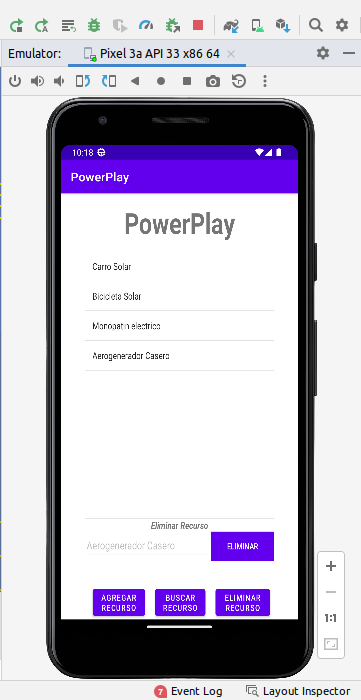 Emulator:
Pixel 3a API 33 x86 64
10:18
PowerPlay
PowerPlay
Carro Solar
Bicicleta Solar
Monopatin electrico
Aerogenerador Casero
Eliminar Recurso
Aerogenerador Casero
ELIMINAR
AGREGAR
RECURSO
BUSCAR
RECURSO
ELIMINAR
RECURSO
1:1
7 Event Log
Layout Inspector